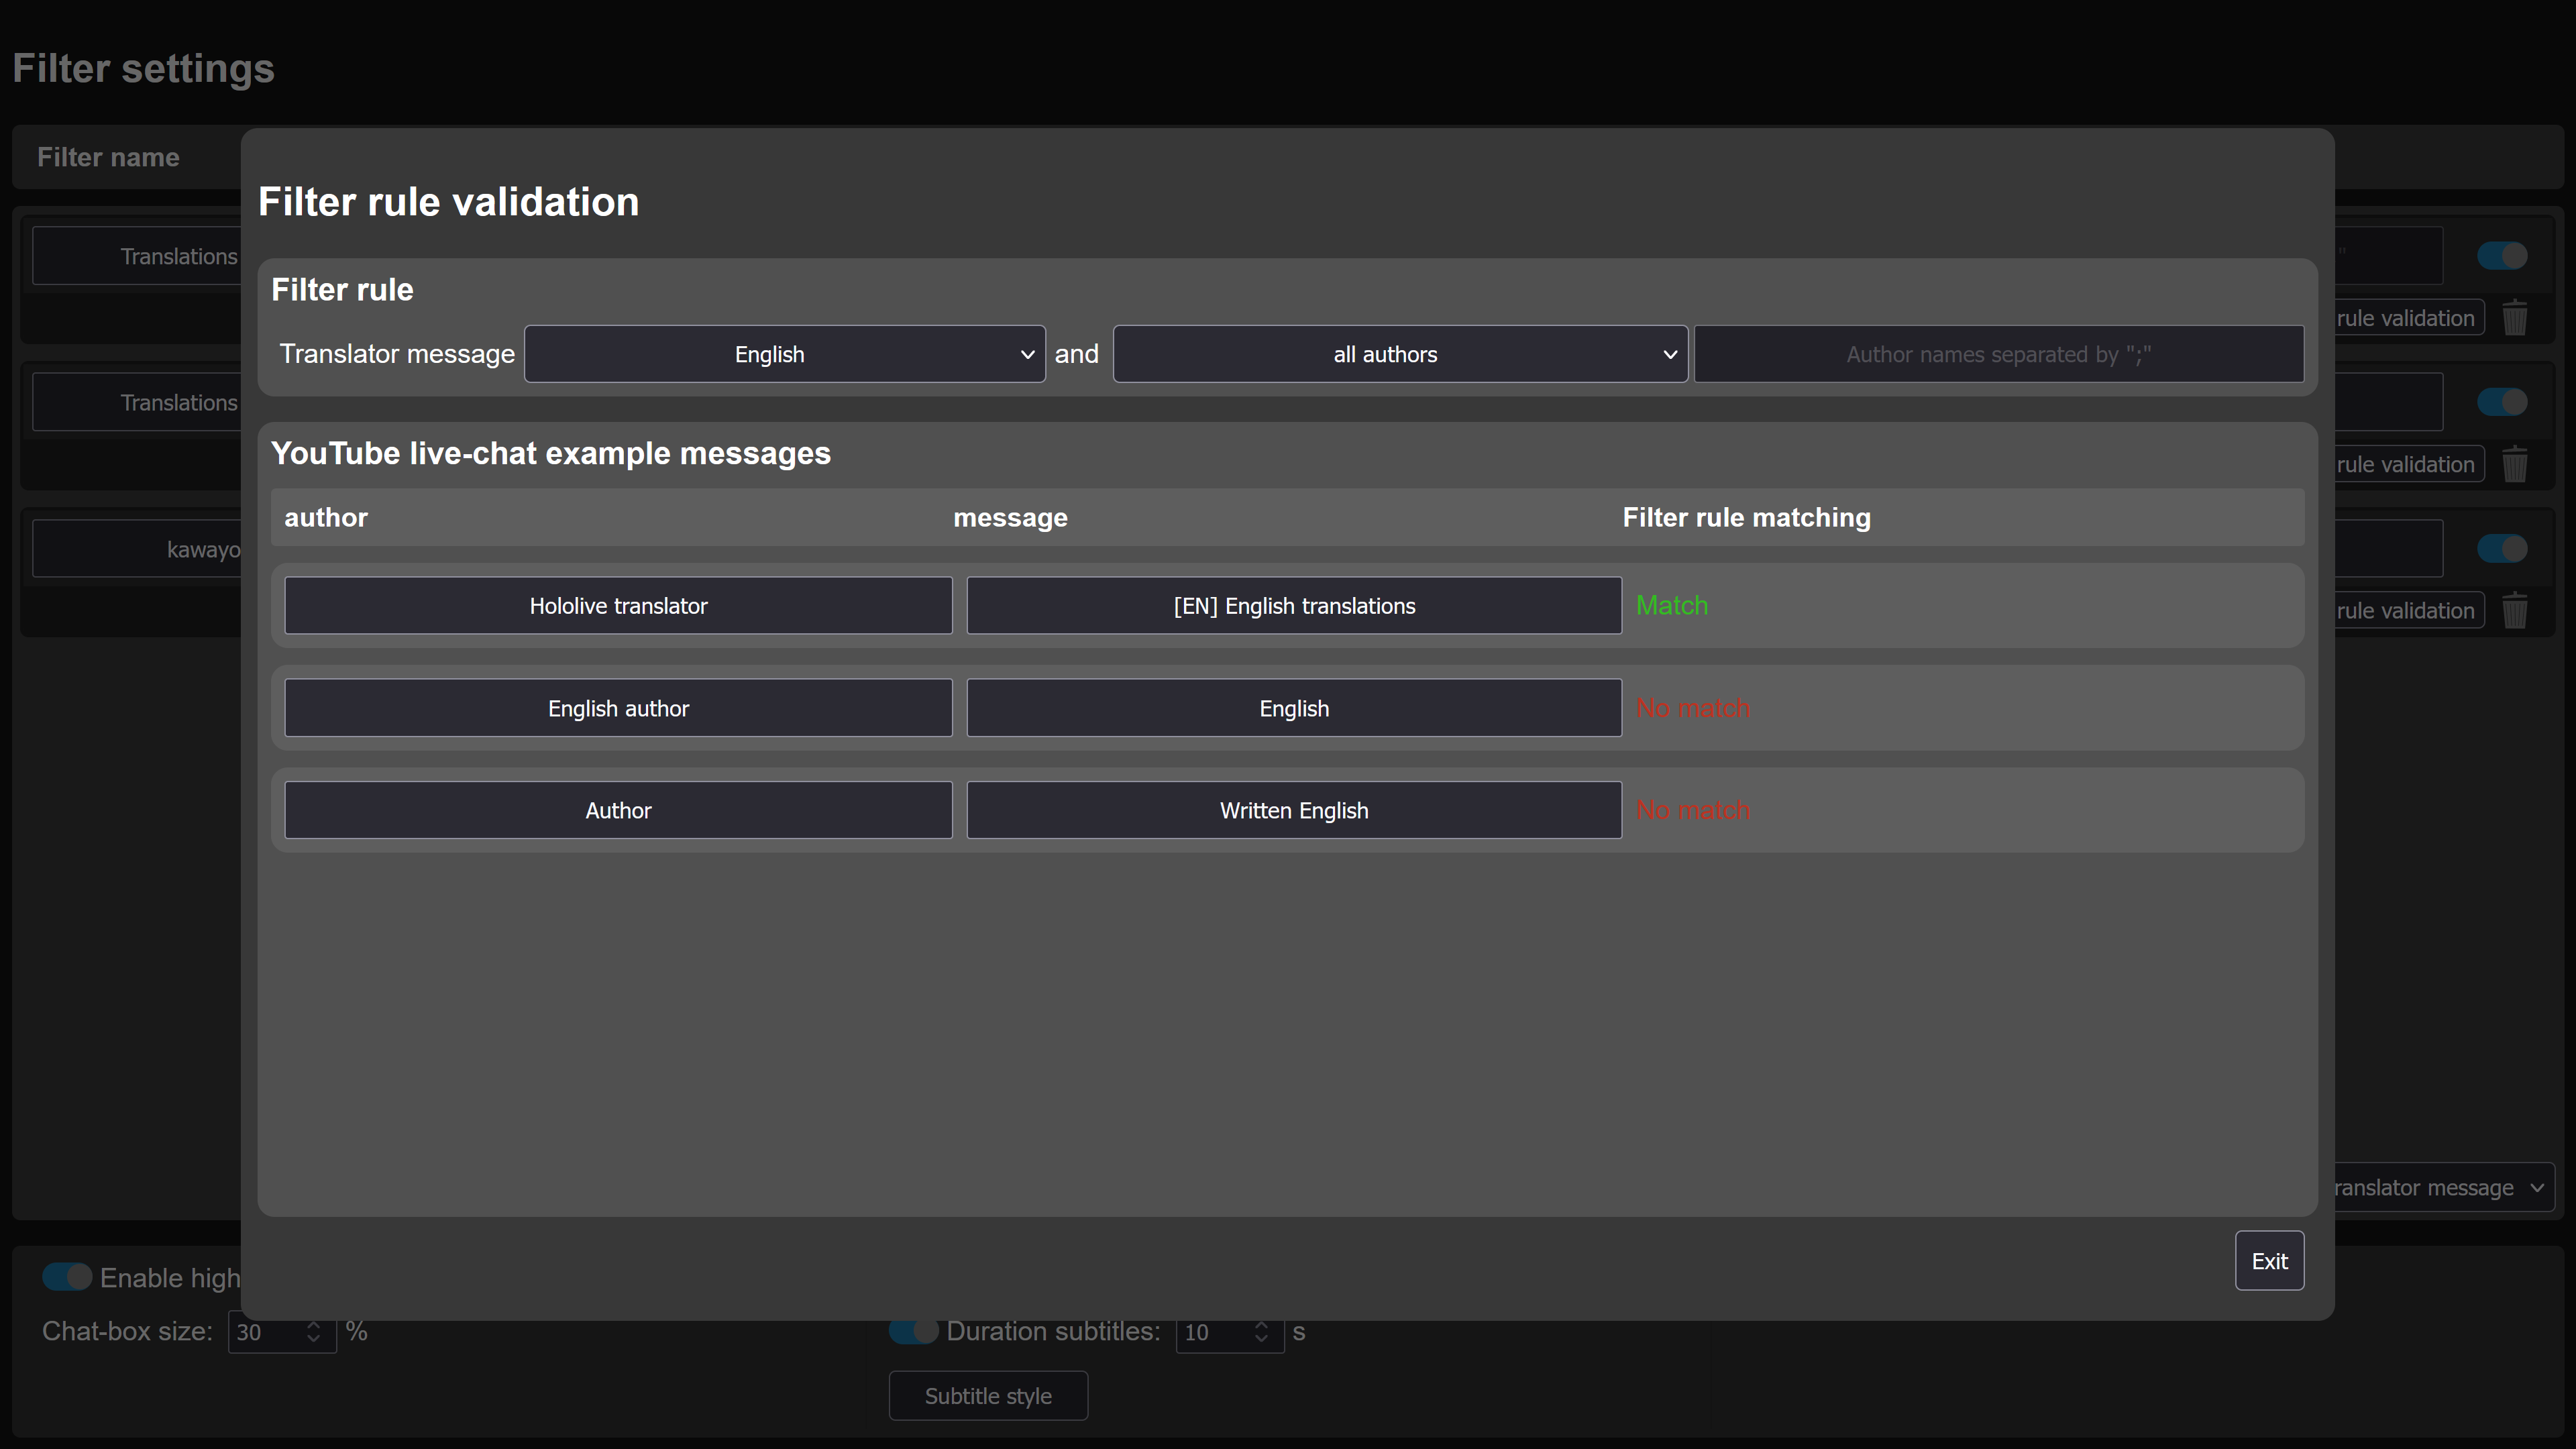 Filter settings
Filter name
Filter rule validation
Translations
"
Filter rule
Translator message English and all authors Author names separated by ";"
rule validation
Translations
YouTube live-chat example messages
rule validation
author message Filter rule matching
kawayo
Hololive translator [EN] English translations Match
rule validation
English author English No match
Author Written English No match
ranslator message
Exit
Enable high
Chat-box size: 30 % Duration subtitles: 10 s
Subtitle style